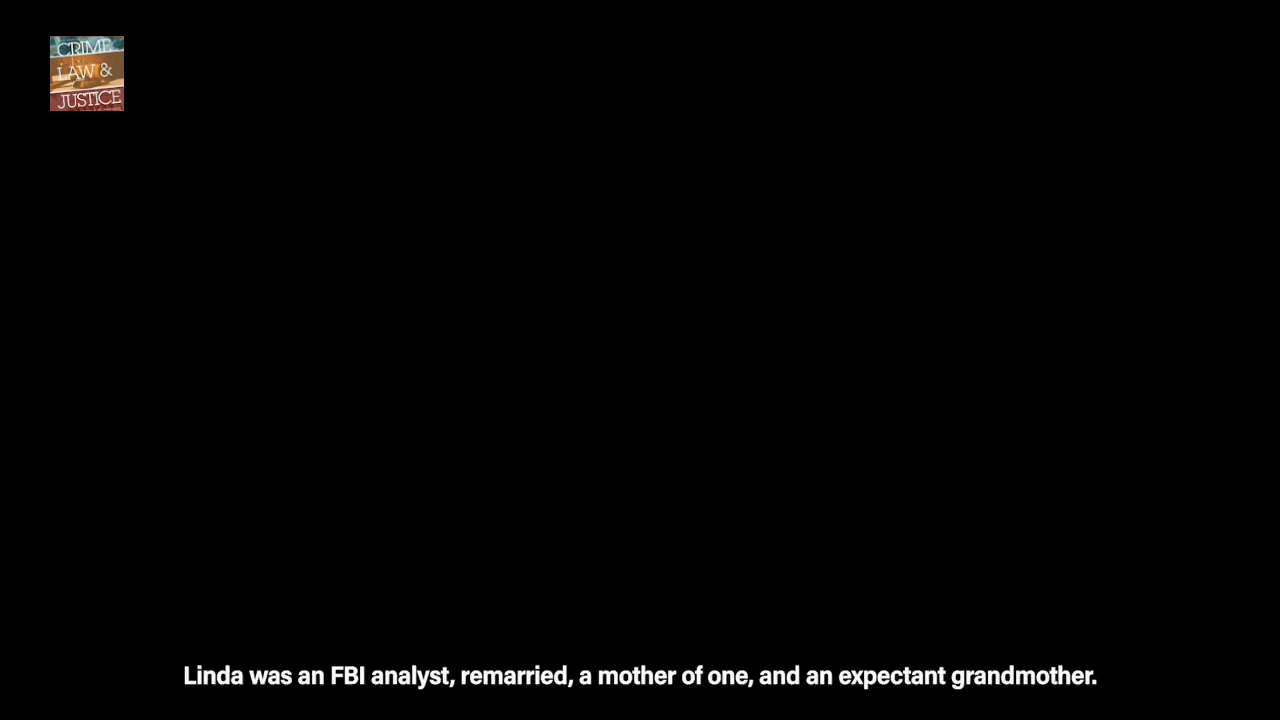 CRIME
LAW &
JUSTICE
Linda was an FBI analyst, remarried, a mother of one, and an expectant grandmother.